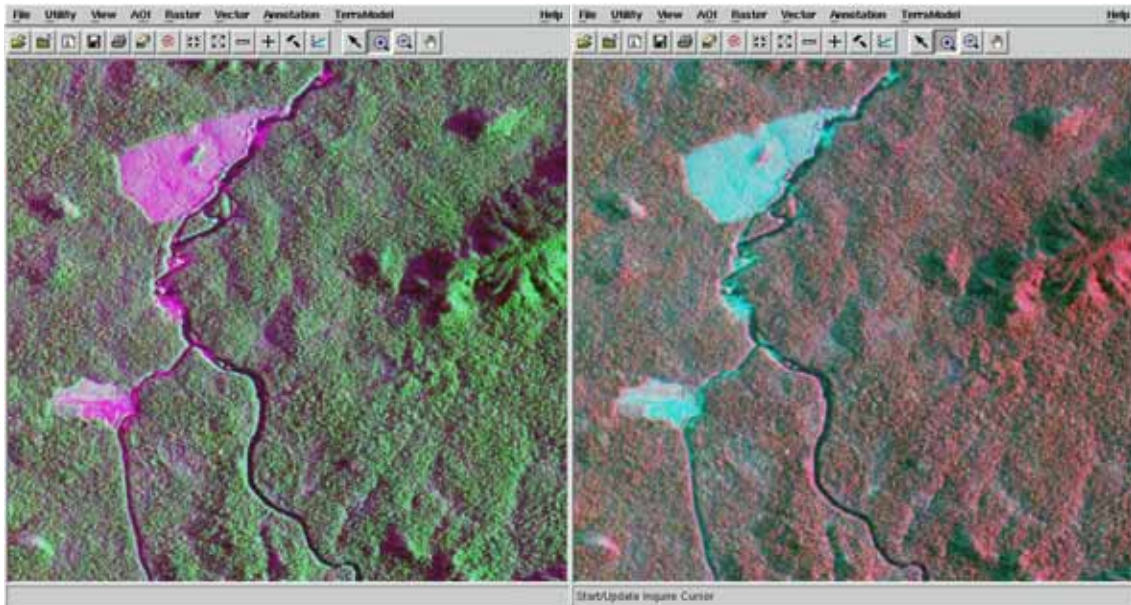 File Utility View AOI Raster Vector Annotation TerraModel Help
File Utility View AOI Raster Vector Annotation TerraModel Help
Start/Update Inquire Cursor